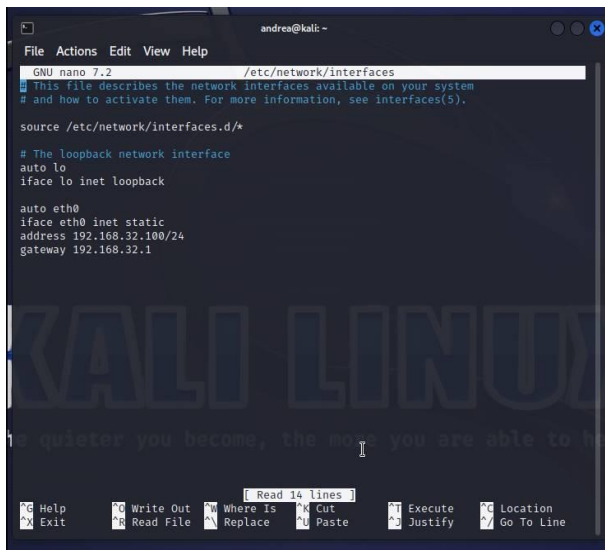 andrea@kali: ~
File Actions Edit View Help
GNU nano 7.2 /etc/network/interfaces
# This file describes the network interfaces available on your system
# and how to activate them. For more information, see interfaces(5).
source /etc/network/interfaces.d/*
# The loopback network interface
auto lo
iface lo inet loopback
auto eth0
iface eth0 inet static
address 192.168.32.100/24
gateway 192.168.32.1
KALI LINUX
quieter you become, the more you are able to
[ Read 14 lines ]
^G Help ^O Write Out ^W Where Is ^K Cut ^T Execute ^C Location
^X Exit ^R Read File ^\ Replace ^U Paste ^J Justify ^/ Go To Line